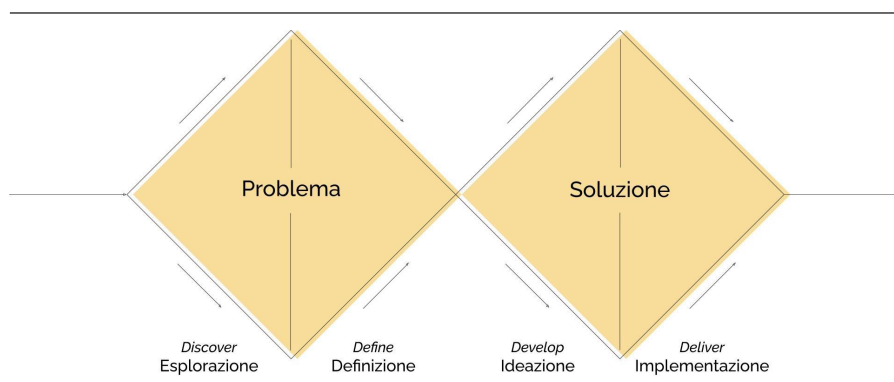 Problema
Soluzione
Discover
Esplorazione
Define
Definizione
Develop
Ideazione
Deliver
Implementazione